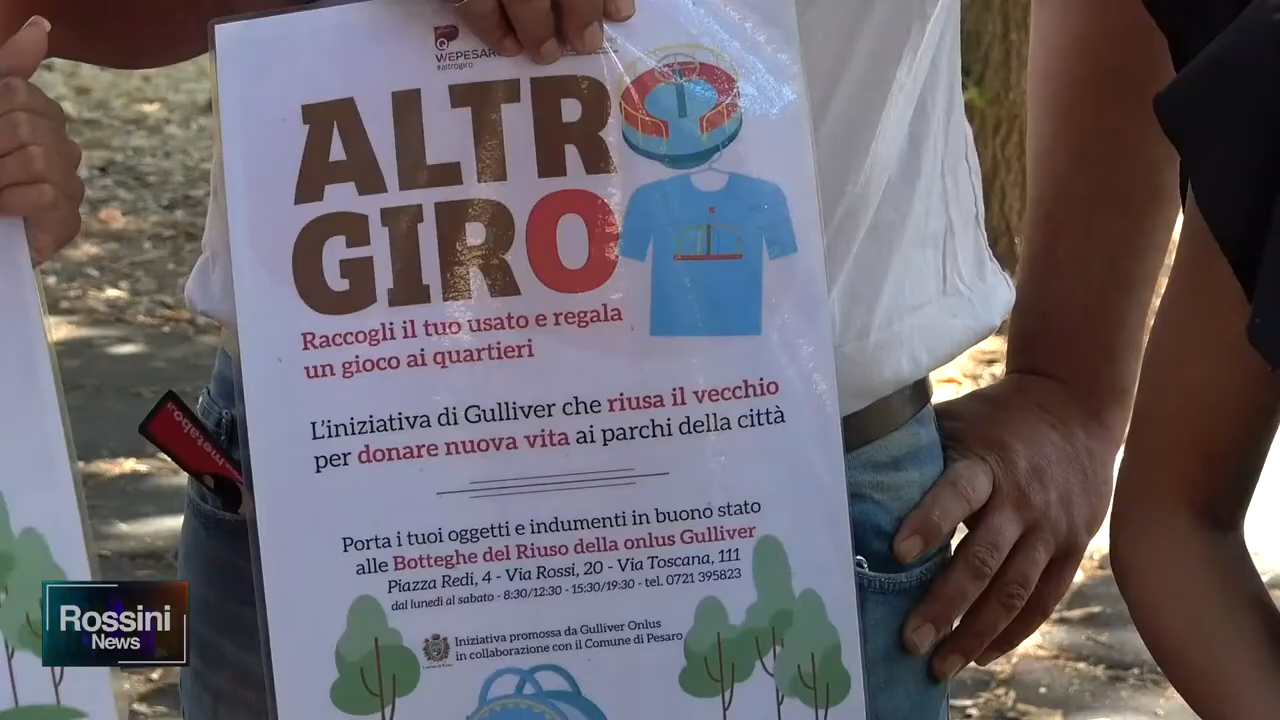 WEPESARO
#altrogiro
ALTR
GIRO
Raccogli il tuo usato e regala
un gioco ai quartieri
L'iniziativa di Gulliver che riusa il vecchio
per donare nuova vita ai parchi della città
Porta i tuoi oggetti e indumenti in buono stato
alle Botteghe del Riuso della onlus Gulliver
Piazza Redi, 4 - Via Rossi, 20 - Via Toscana, 111
dal lunedì al sabato - 8:30/12:30 - 15:30/19:30 - tel. 0721 395823
Iniziativa promossa da Gulliver Onlus
in collaborazione con il Comune di Pesaro
metabo
Rossini
News